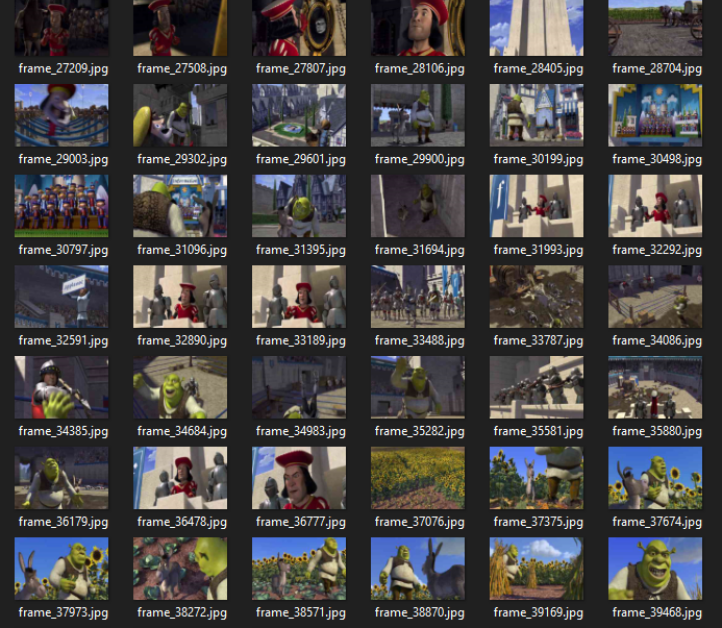 frame_27209.jpg frame_27508.jpg frame_27807.jpg frame_28106.jpg frame_28405.jpg frame_28704.jpg
frame_29003.jpg frame_29302.jpg frame_29601.jpg frame_29900.jpg frame_30199.jpg frame_30498.jpg
frame_30797.jpg frame_31096.jpg frame_31395.jpg frame_31694.jpg frame_31993.jpg frame_32292.jpg
frame_32591.jpg frame_32890.jpg frame_33189.jpg frame_33488.jpg frame_33787.jpg frame_34086.jpg
frame_34385.jpg frame_34684.jpg frame_34983.jpg frame_35282.jpg frame_35581.jpg frame_35880.jpg
frame_36179.jpg frame_36478.jpg frame_36777.jpg frame_37076.jpg frame_37375.jpg frame_37674.jpg
frame_37973.jpg frame_38272.jpg frame_38571.jpg frame_38870.jpg frame_39169.jpg frame_39468.jpg